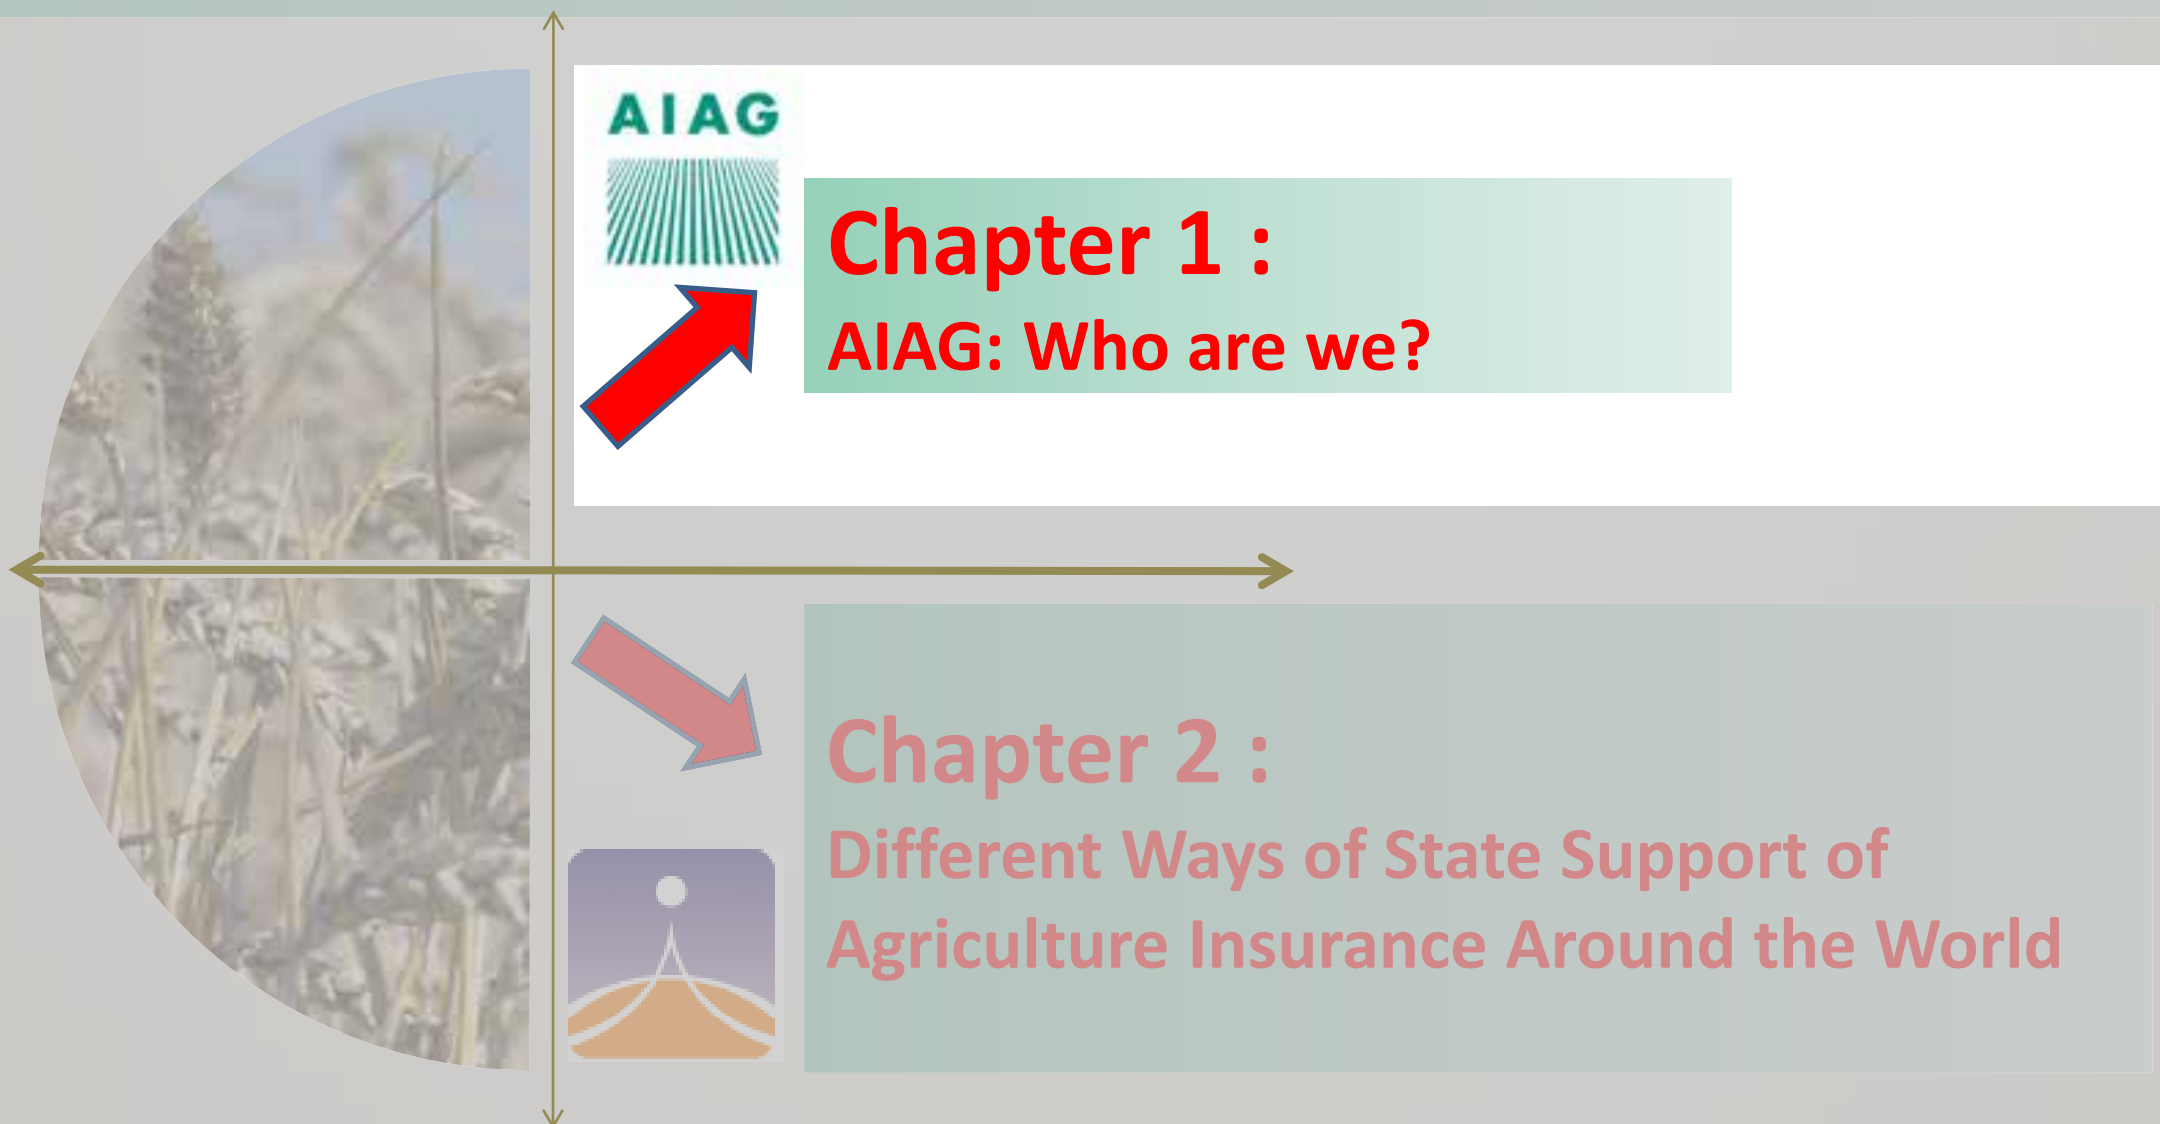 AIAG
Chapter 1 :
AIAG: Who are we?
Chapter 2 :
Different Ways of State Support of
Agriculture Insurance Around the World